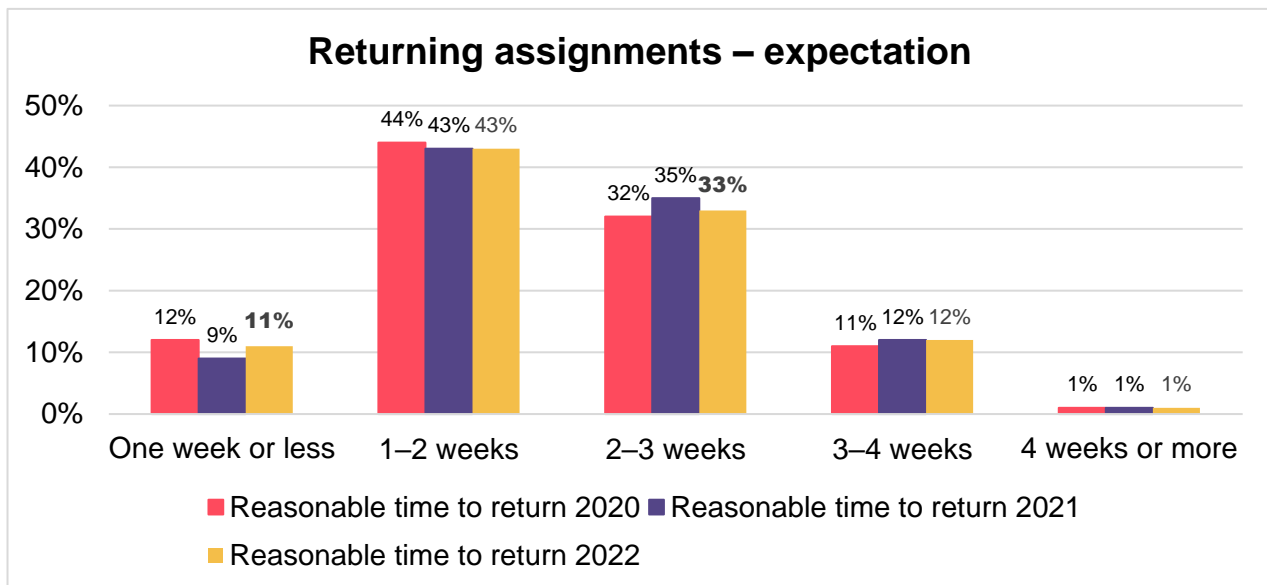 Returning assignments – expectation
50%
40%
30%
20%
10%
0%
44% 43% 43%
32% 35% 33%
12% 9% 11%
11% 12% 12%
1% 1% 1%
One week or less 1–2 weeks 2–3 weeks 3–4 weeks 4 weeks or more
Reasonable time to return 2020 Reasonable time to return 2021
Reasonable time to return 2022